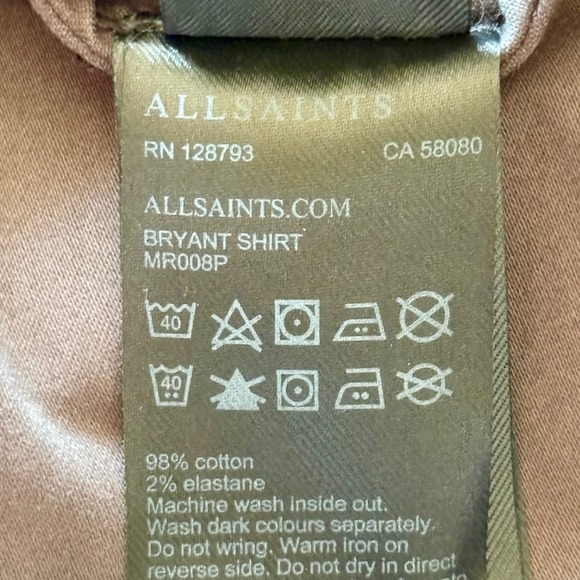 ALLSAINTS
RN 128793 CA 58080
ALLSAINTS.COM
BRYANT SHIRT
MR008P
40
40
98% cotton
2% elastane
Machine wash inside out.
Wash dark colours separately.
Do not wring. Warm iron on
reverse side. Do not dry in direct